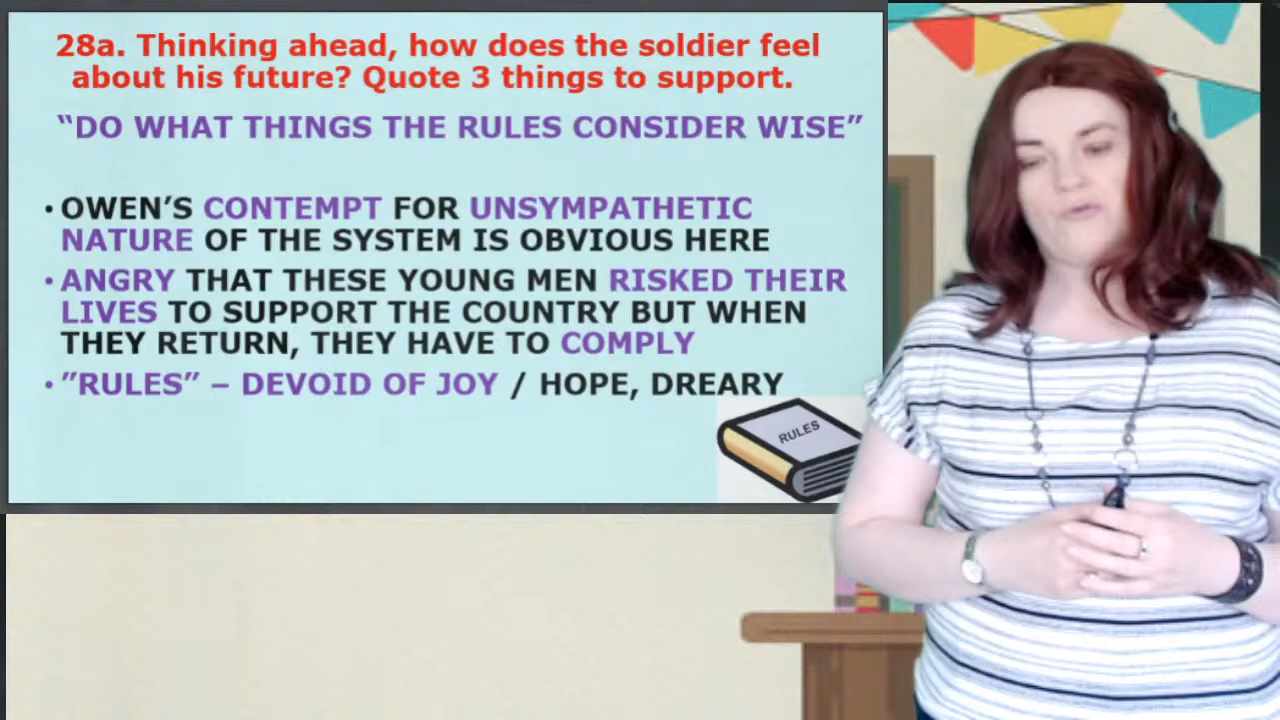 28a. Thinking ahead, how does the soldier feel
about his future? Quote 3 things to support.
“DO WHAT THINGS THE RULES CONSIDER WISE”
• OWEN’S CONTEMPT FOR UNSYMPATHETIC
NATURE OF THE SYSTEM IS OBVIOUS HERE
• ANGRY THAT THESE YOUNG MEN RISKED THEIR
LIVES TO SUPPORT THE COUNTRY BUT WHEN
THEY RETURN, THEY HAVE TO COMPLY
• ”RULES” – DEVOID OF JOY / HOPE, DREARY
RULES